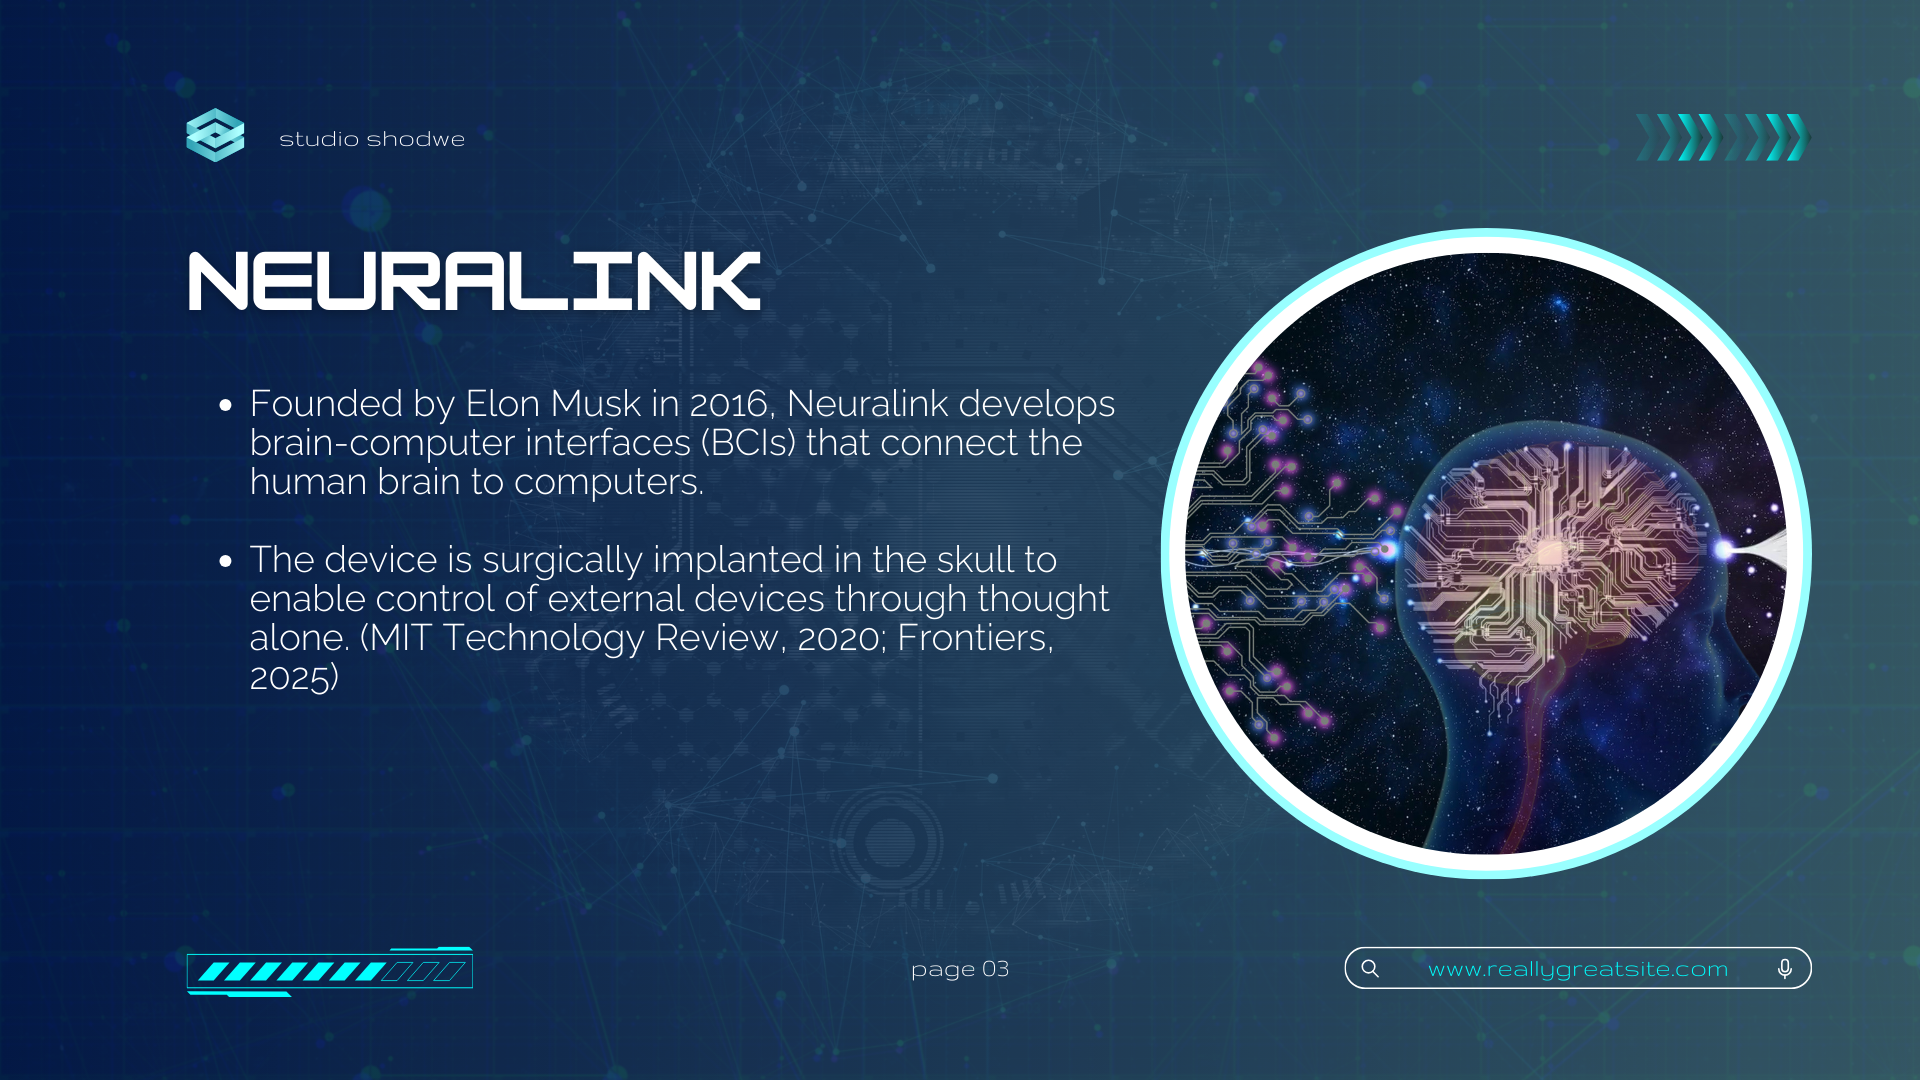 studio shodwe
NEURALINK
• Founded by Elon Musk in 2016, Neuralink develops
brain-computer interfaces (BCIs) that connect the
human brain to computers.
• The device is surgically implanted in the skull to
enable control of external devices through thought
alone. (MIT Technology Review, 2020; Frontiers,
2025)
page 03
www.reallygreatsite.com